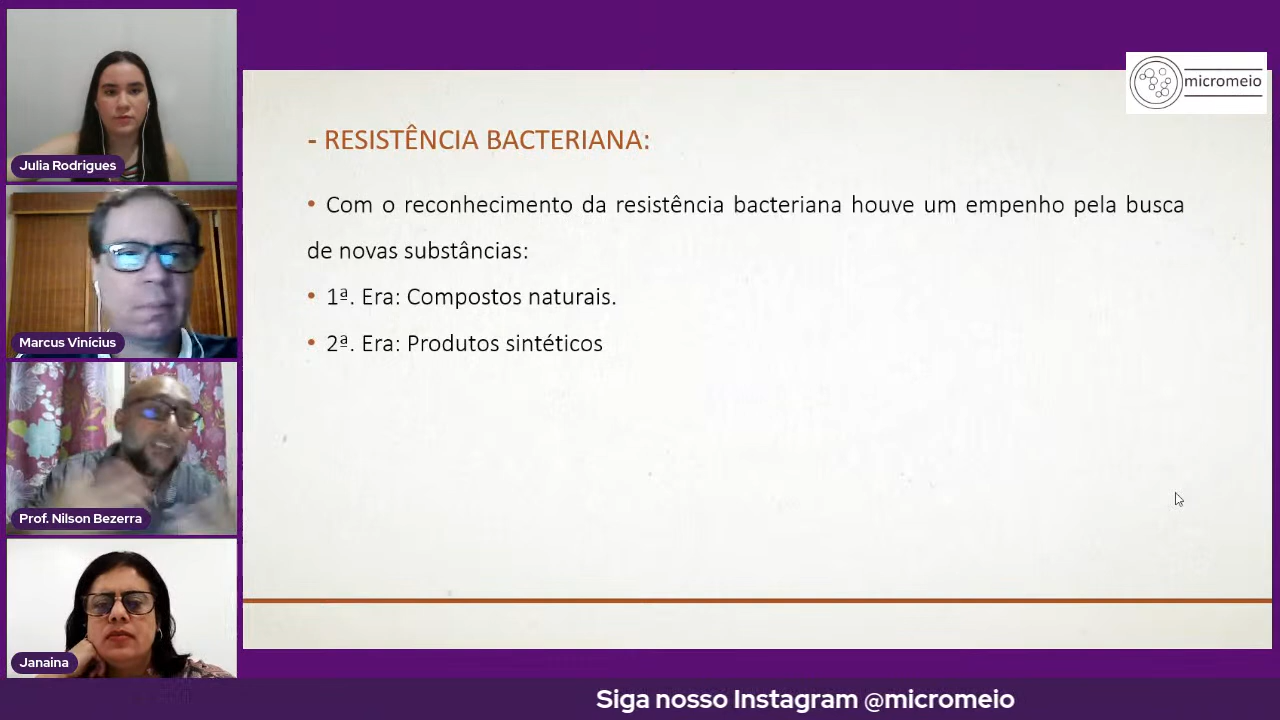 Julia Rodrigues
Marcus Vinícius
Prof. Nilson Bezerra
Janaina
micromeio
- RESISTÊNCIA BACTERIANA:
• Com o reconhecimento da resistência bacteriana houve um empenho pela busca
de novas substâncias:
• 1ª. Era: Compostos naturais.
• 2ª. Era: Produtos sintéticos
Siga nosso Instagram @micromeio